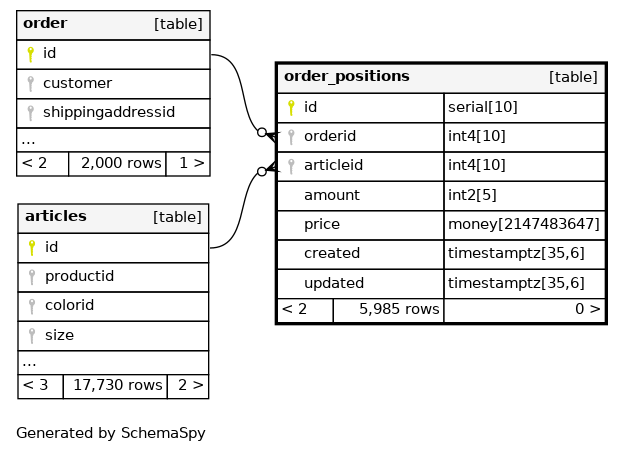 order [table]
id
customer
shippingaddressid
...
< 2 2,000 rows 1 >
articles [table]
id
productid
colorid
size
...
< 3 17,730 rows 2 >
order_positions [table]
id serial[10]
orderid int4[10]
articleid int4[10]
amount int2[5]
price money[2147483647]
created timestamptz[35,6]
updated timestamptz[35,6]
< 2 5,985 rows 0 >
Generated by SchemaSpy